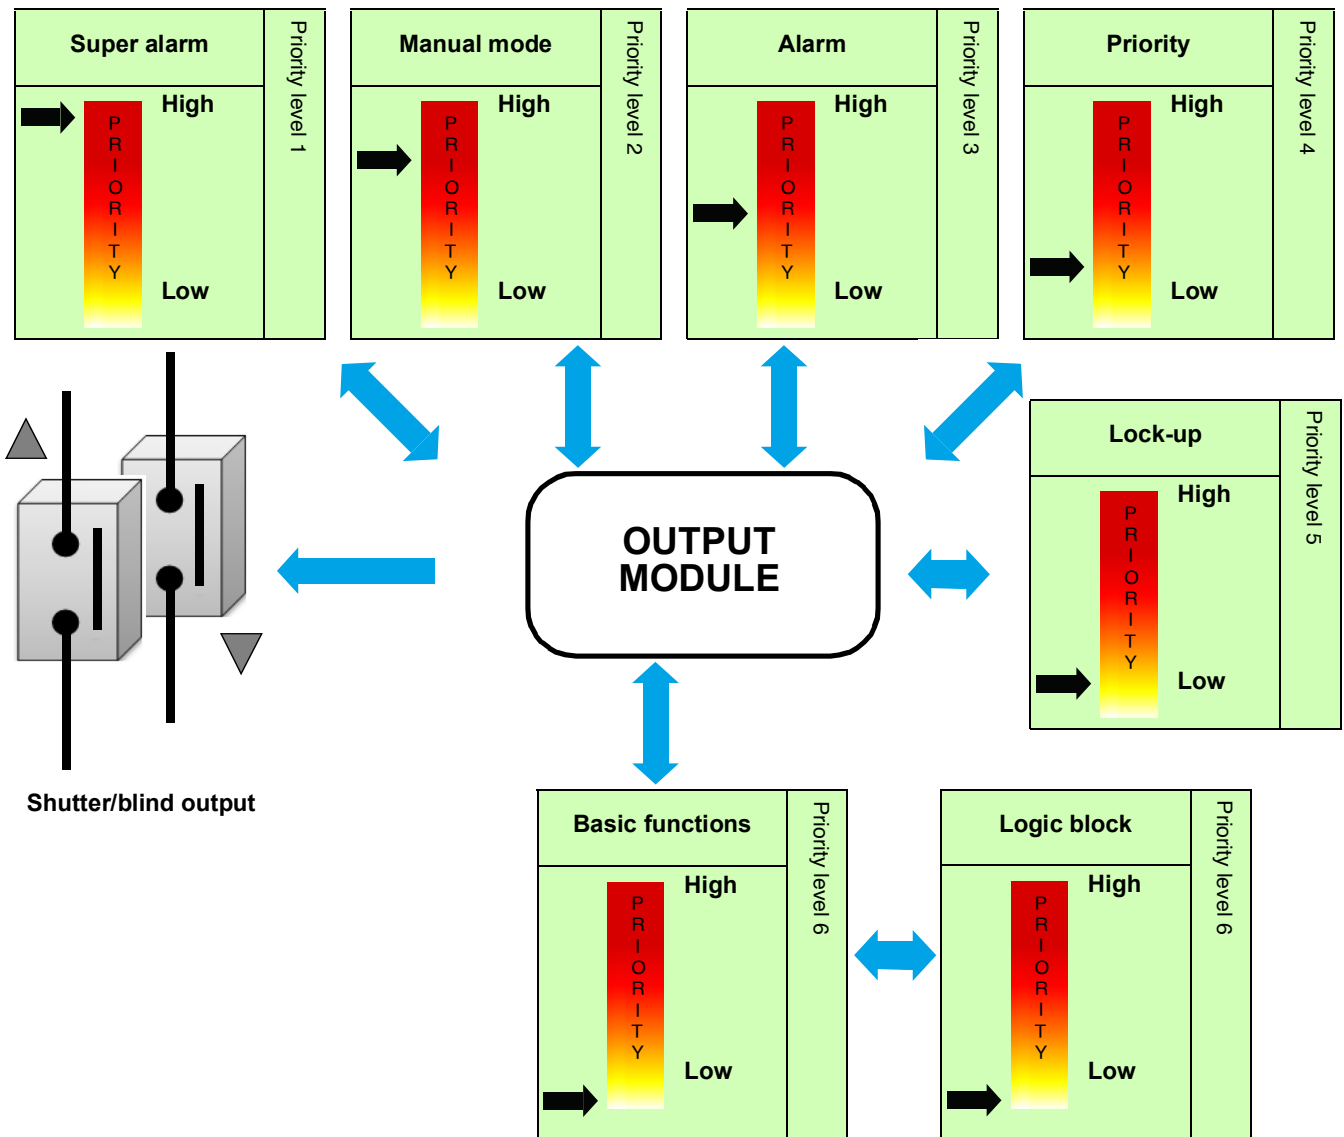 Super alarm
Priority level 1
High
PRIORITY
Low
Manual mode
Priority level 2
High
PRIORITY
Low
Alarm
Priority level 3
High
PRIORITY
Low
Priority
Priority level 4
High
PRIORITY
Low
Lock-up
Priority level 5
High
PRIORITY
Low
OUTPUT
MODULE
Shutter/blind output
Basic functions
Priority level 6
High
PRIORITY
Low
Logic block
Priority level 6
High
PRIORITY
Low